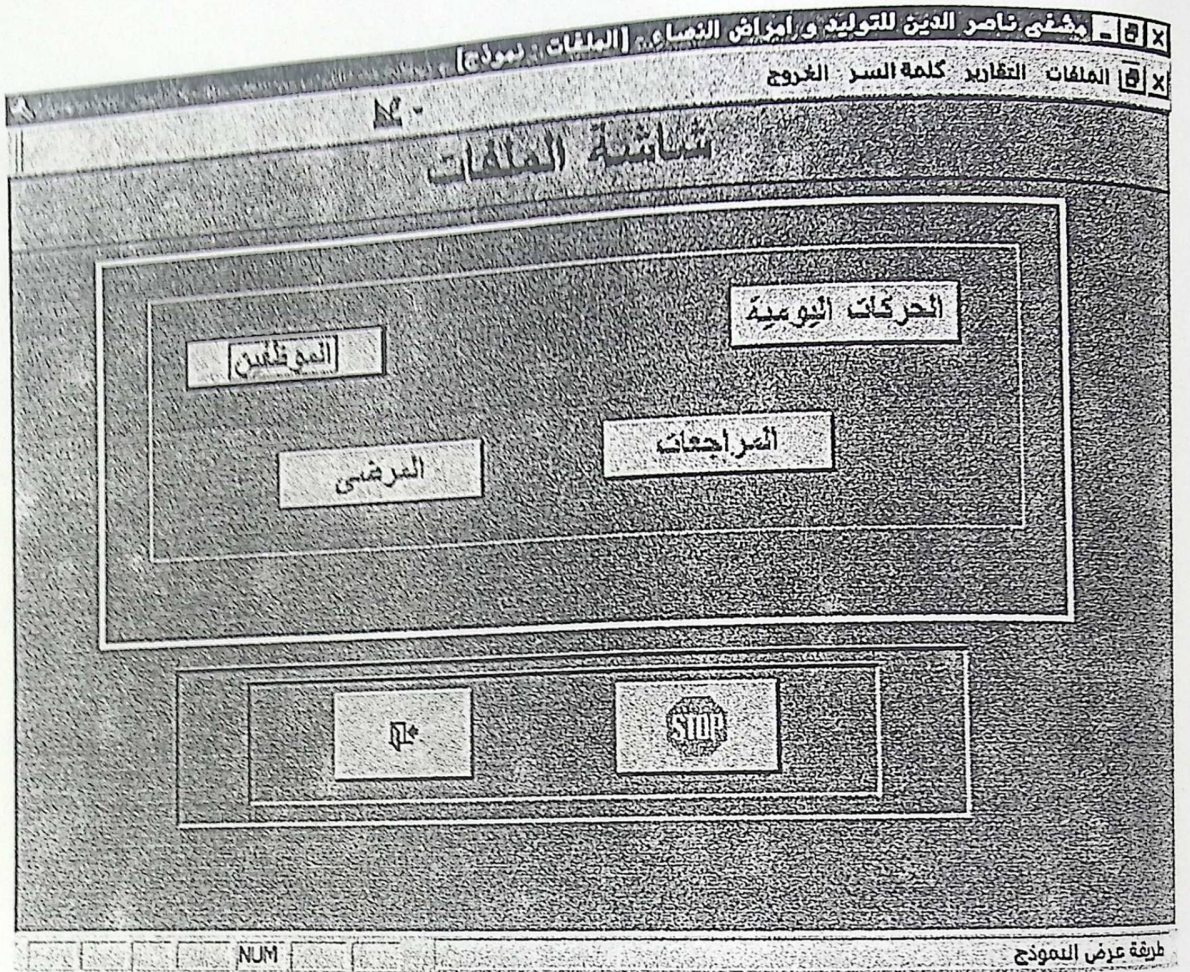 مشفى ناصر الدين للتوليد و امراض النساء - [الملفات : نموذج]
الملفات التقارير كلمة السر الخروج
شاشة الملفات
الحركات اليومية
الموظفين
المراجعات
المرضى
STOP
طريقة عرض النموذج
NUM